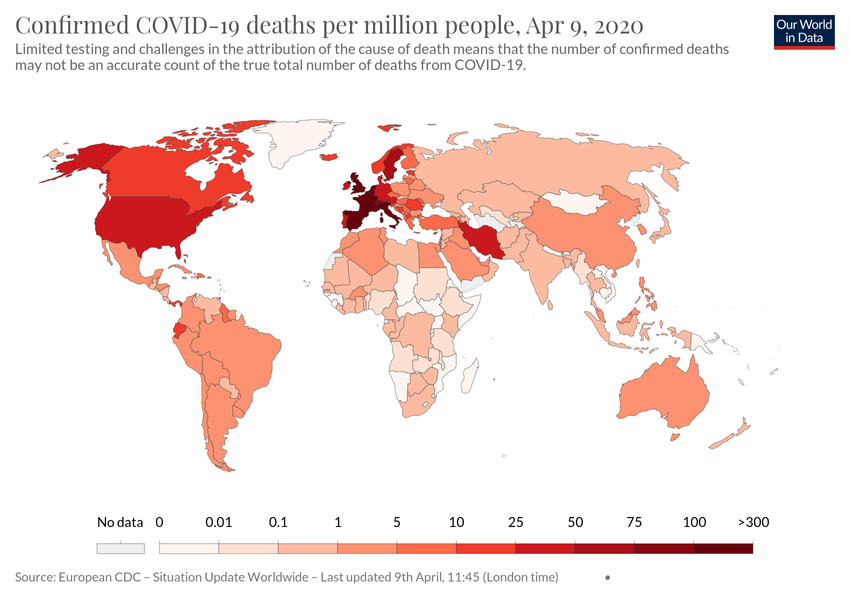 Confirmed COVID-19 deaths per million people, Apr 9, 2020
Our World
in Data
Limited testing and challenges in the attribution of the cause of death means that the number of confirmed deaths
may not be an accurate count of the true total number of deaths from COVID-19.
No data 0 0.01 0.1 1 5 10 25 50 75 100 >300
Source: European CDC – Situation Update Worldwide – Last updated 9th April, 11:45 (London time) •